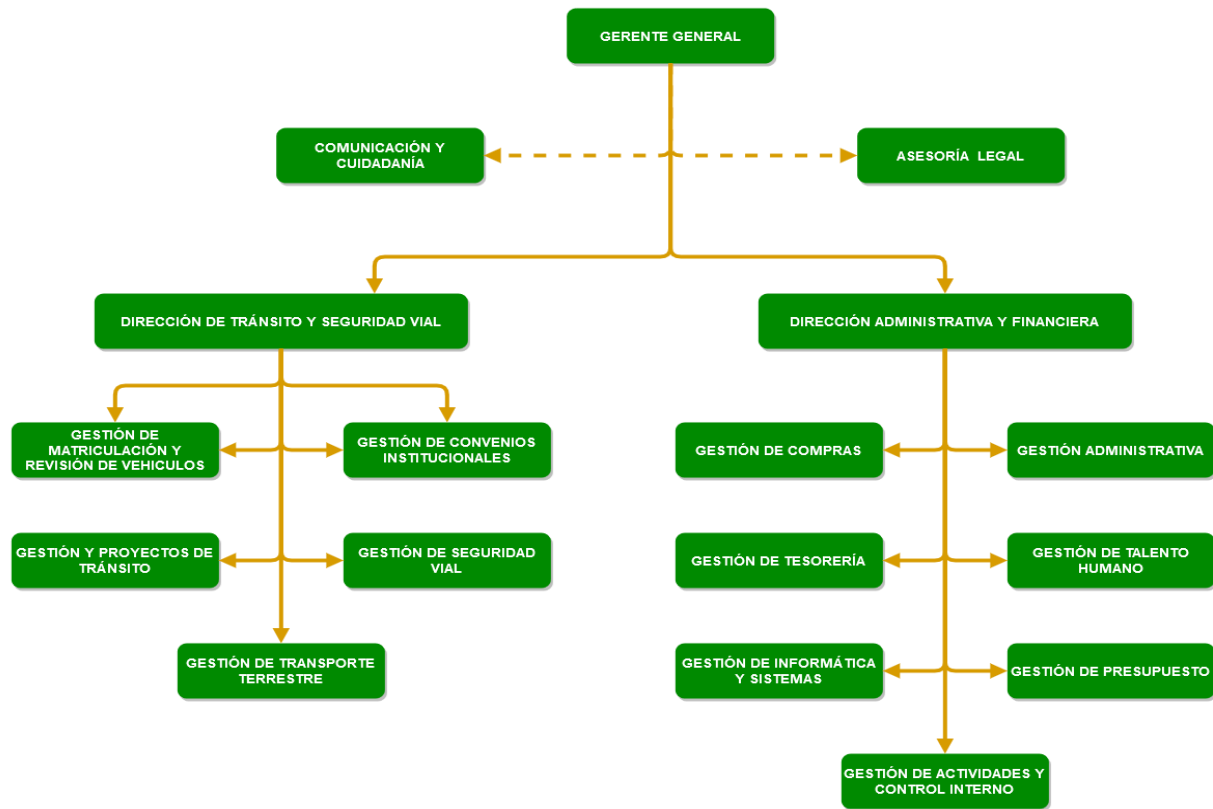 GERENTE GENERAL
COMUNICACIÓN Y
CUIDADANÍA
ASESORÍA LEGAL
DIRECCIÓN DE TRÁNSITO Y SEGURIDAD VIAL
DIRECCIÓN ADMINISTRATIVA Y FINANCIERA
GESTIÓN DE
MATRICULACIÓN Y
REVISIÓN DE VEHICULOS
GESTIÓN DE CONVENIOS
INSTITUCIONALES
GESTIÓN DE COMPRAS
GESTIÓN ADMINISTRATIVA
GESTIÓN Y PROYECTOS DE
TRÁNSITO
GESTIÓN DE SEGURIDAD
VIAL
GESTIÓN DE TESORERÍA
GESTIÓN DE TALENTO
HUMANO
GESTIÓN DE TRANSPORTE
TERRESTRE
GESTIÓN DE INFORMÁTICA
Y SISTEMAS
GESTIÓN DE PRESUPUESTO
GESTIÓN DE ACTIVIDADES Y
CONTROL INTERNO